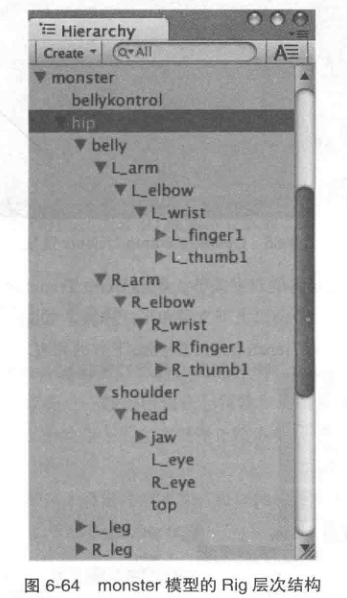 Hierarchy
Create All
monster
bellykontrol
hip
belly
L_arm
L_elbow
L_wrist
L_finger1
L_thumb1
R_arm
R_elbow
R_wrist
R_finger1
R_thumb1
shoulder
head
jaw
L_eye
R_eye
top
L_leg
R_leg
图 6-64 monster 模型的 Rig 层次结构